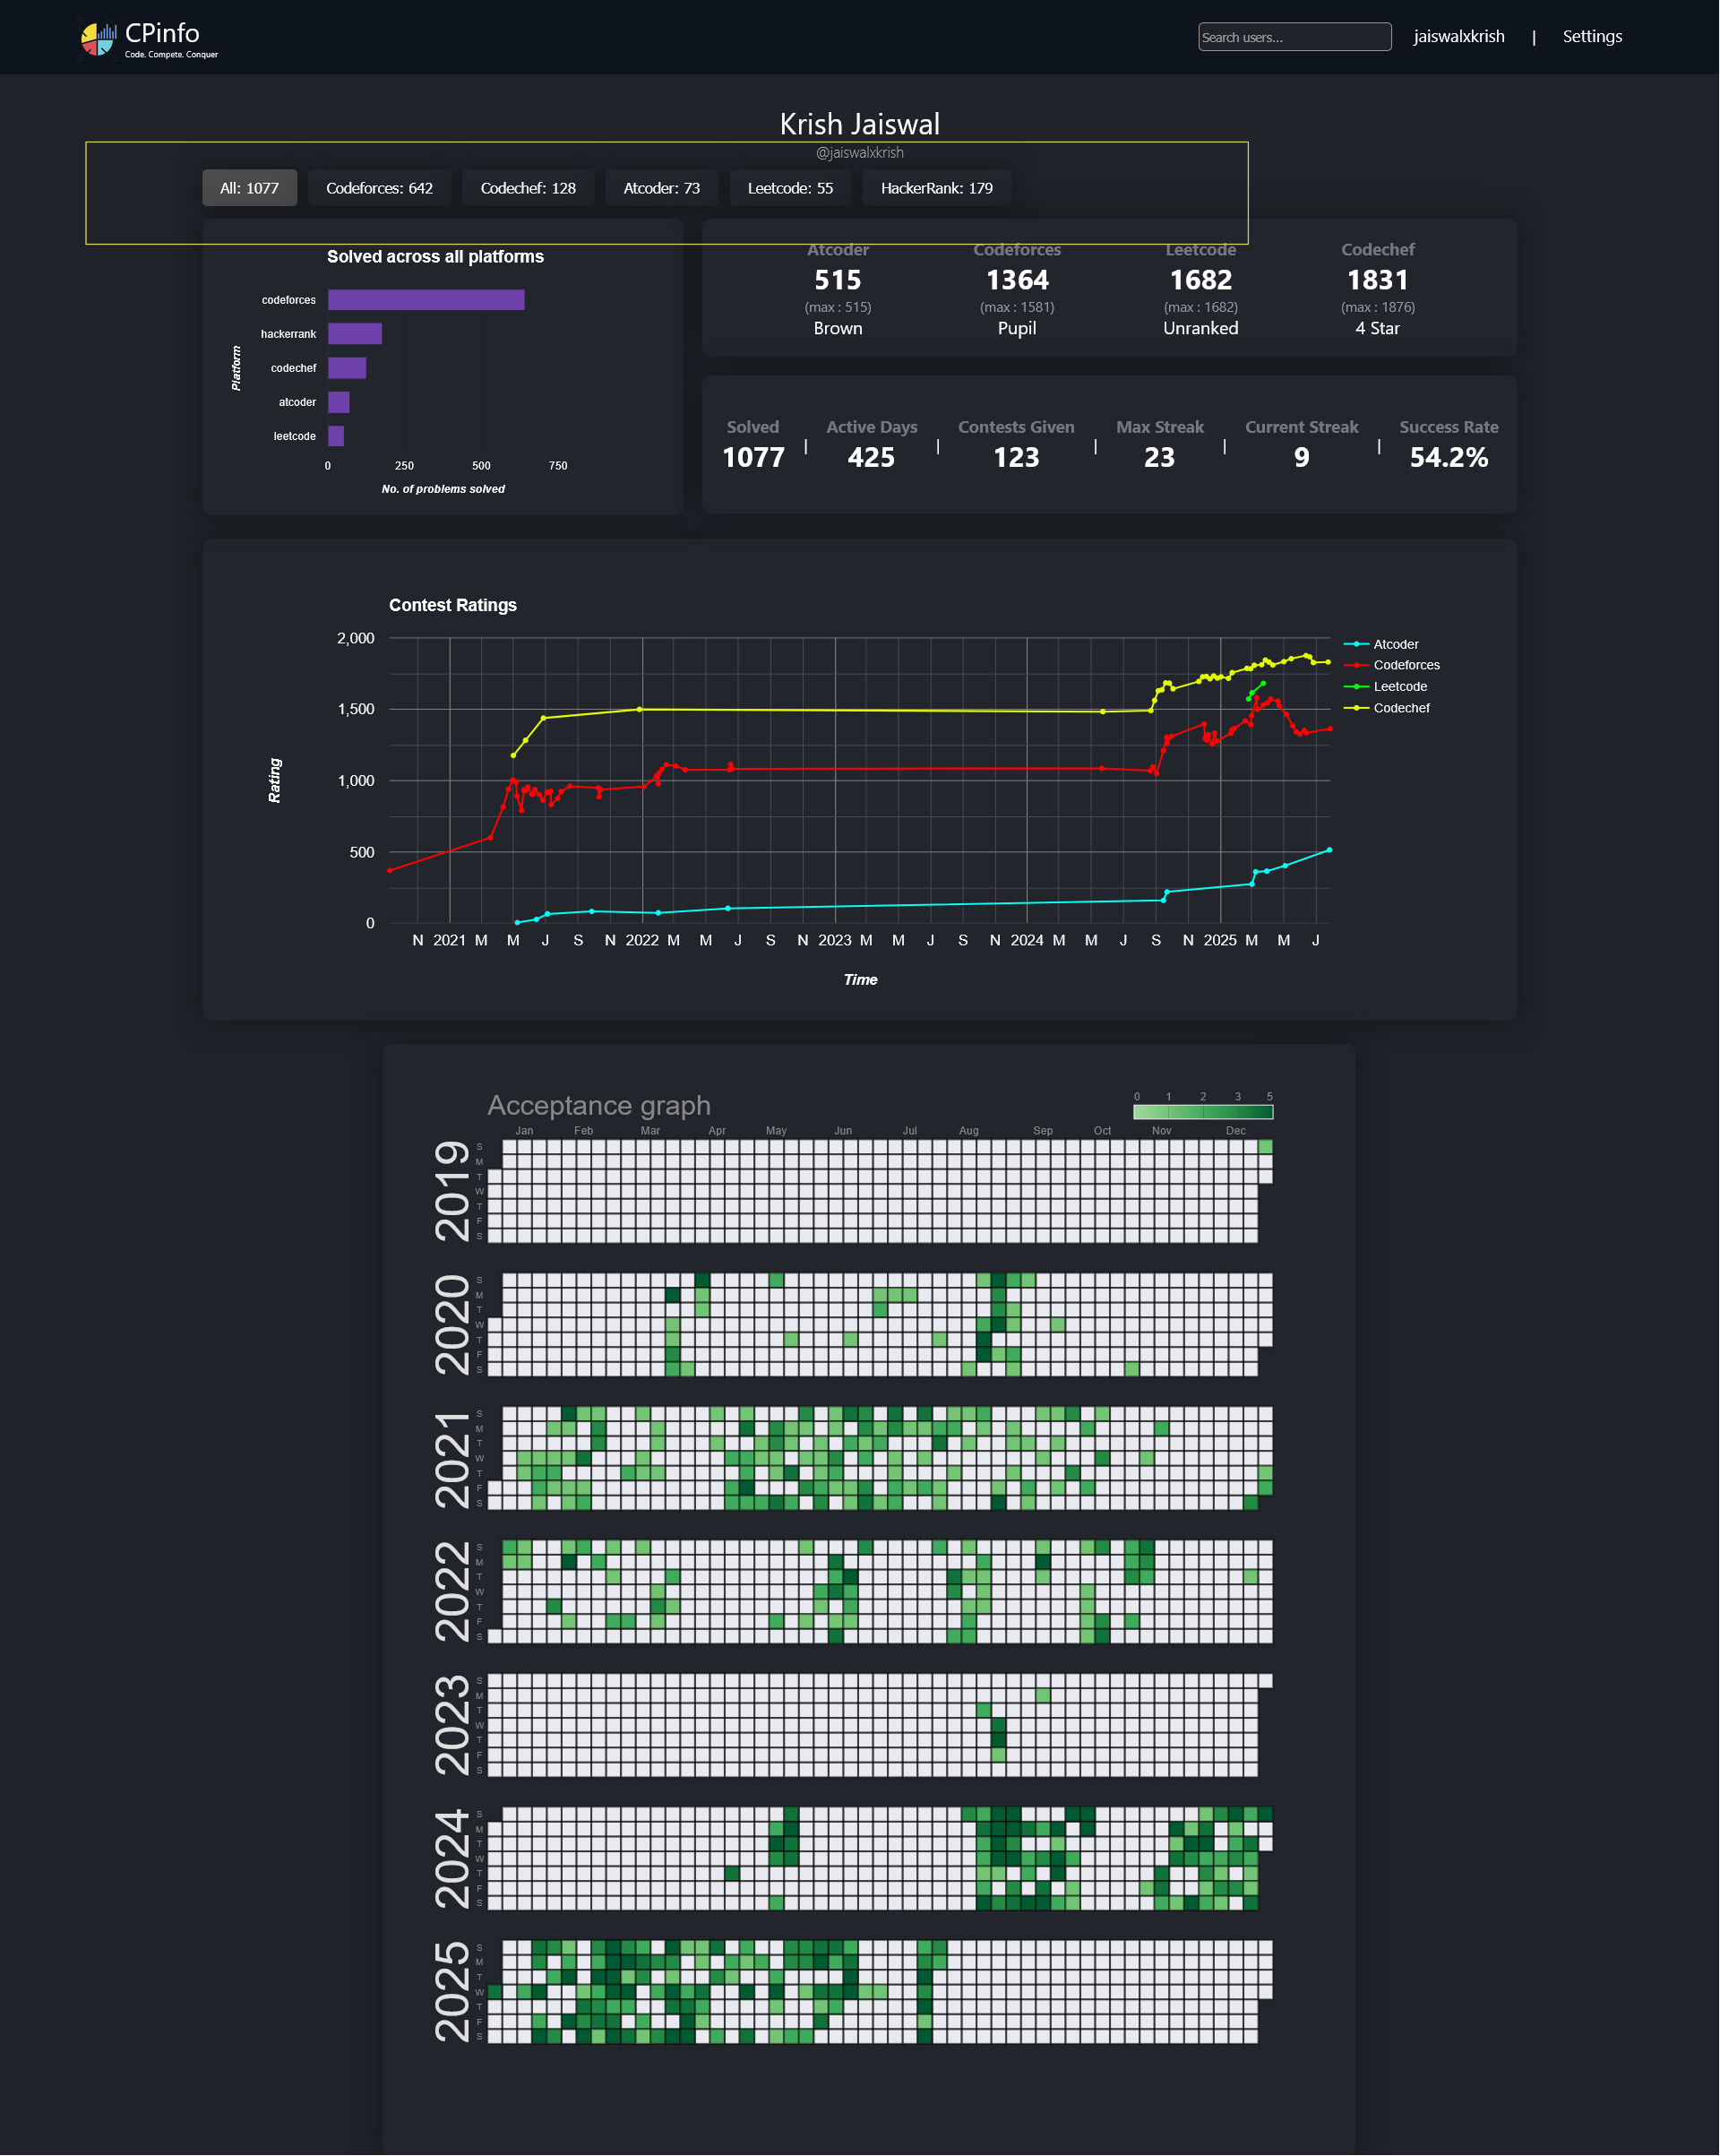 CPinfo
Code. Compete. Conquer
Search users...
jaiswalxkrish | Settings
Krish Jaiswal
@jaiswalxkrish
All: 1077 Codeforces: 642 Codechef: 128 Atcoder: 73 Leetcode: 55 HackerRank: 179
Solved across all platforms
codeforces
hackerrank
codechef
atcoder
leetcode
Platform
0 250 500 750
No. of problems solved
Atcoder Codeforces Leetcode Codechef
515 1364 1682 1831
(max : 515) (max : 1581) (max : 1682) (max : 1876)
Brown Pupil Unranked 4 Star
Solved | Active Days | Contests Given | Max Streak | Current Streak | Success Rate
1077 425 123 23 9 54.2%
Contest Ratings
2,000
1,500
1,000
500
0
Rating
N 2021 M M J S N 2022 M M J S N 2023 M M J S N 2024 M M J S N 2025 M M J
Time
Atcoder
Codeforces
Leetcode
Codechef
Acceptance graph
0 1 2 3 5
Jan Feb Mar Apr May Jun Jul Aug Sep Oct Nov Dec
2019
S
M
T
W
T
F
S
2020
S
M
T
W
T
F
S
2021
S
M
T
W
T
F
S
2022
S
M
T
W
T
F
S
2023
S
M
T
W
T
F
S
2024
S
M
T
W
T
F
S
2025
S
M
T
W
T
F
S